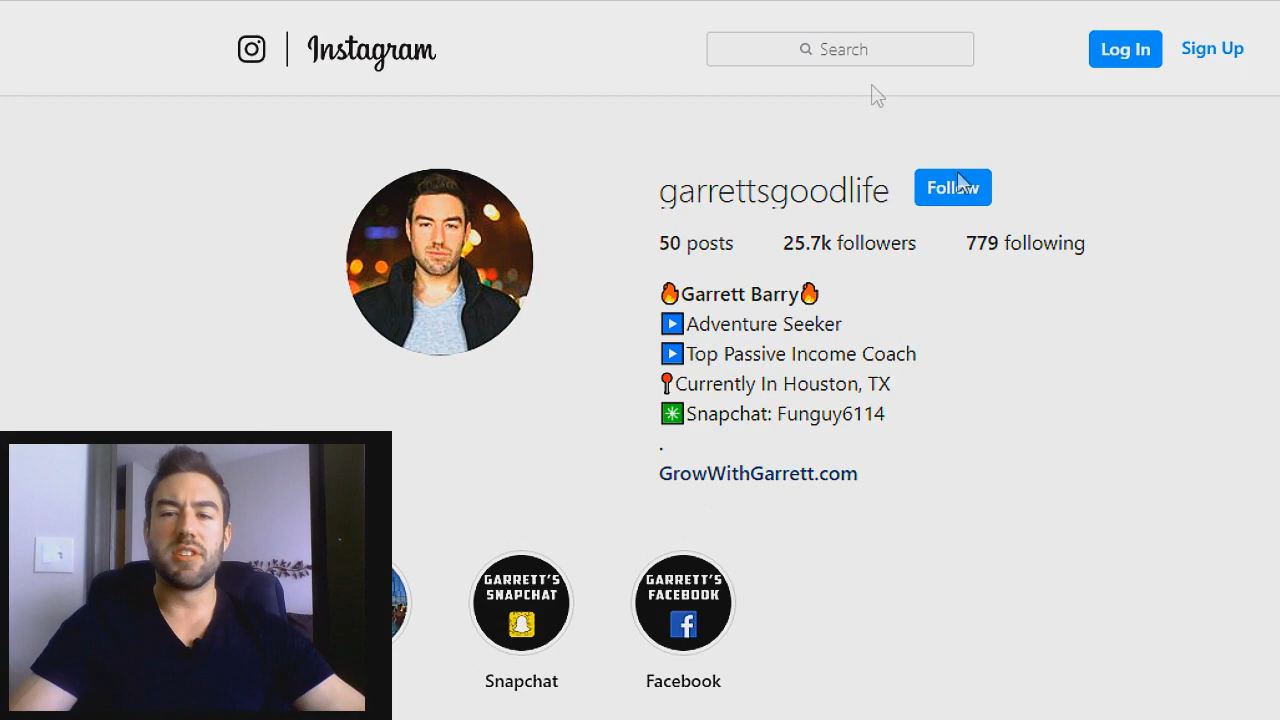 Instagram
Search
Log In
Sign Up
garrettsgoodlife
Follow
50 posts
25.7k followers
779 following
🔥Garrett Barry🔥
▶️Adventure Seeker
▶️Top Passive Income Coach
📍Currently In Houston, TX
✳️Snapchat: Funguy6114
.
GrowWithGarrett.com
GARRETT'S
SNAPCHAT
GARRETT'S
FACEBOOK
Snapchat
Facebook